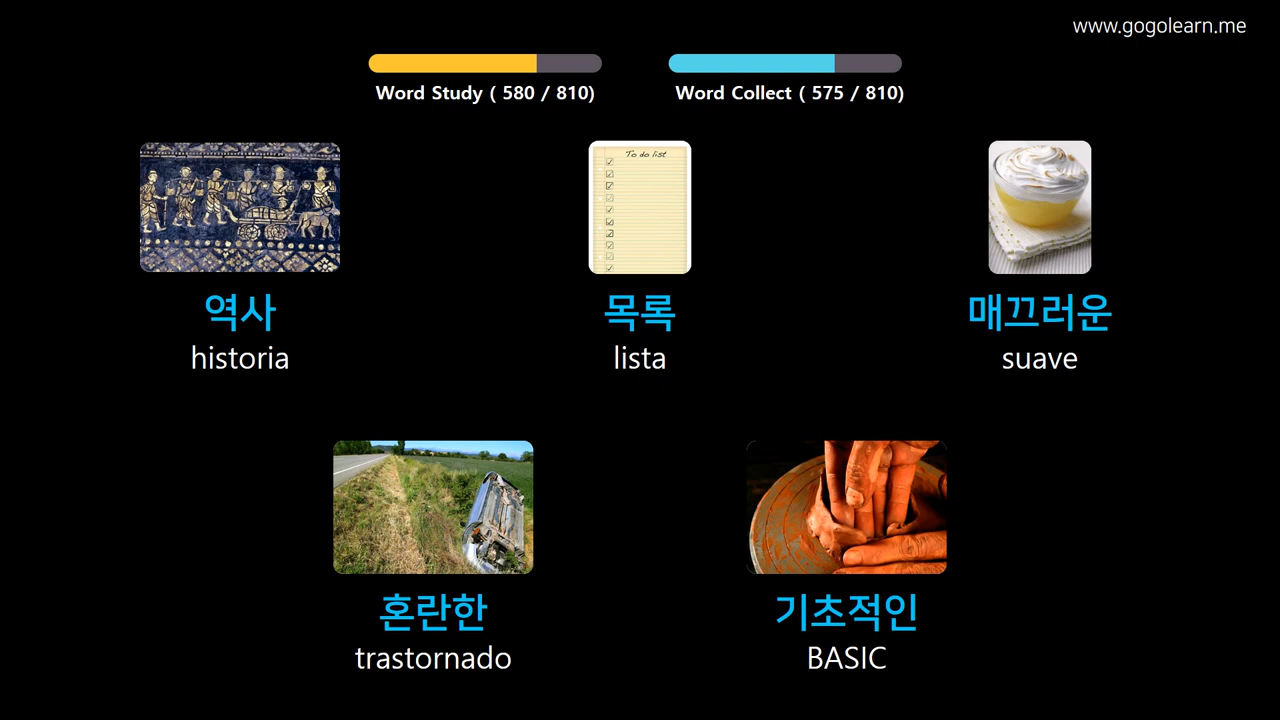 www.gogolearn.me
Word Study ( 580 / 810)
Word Collect ( 575 / 810)
To do list
역사
historia
목록
lista
매끄러운
suave
혼란한
trastornado
기초적인
BASIC